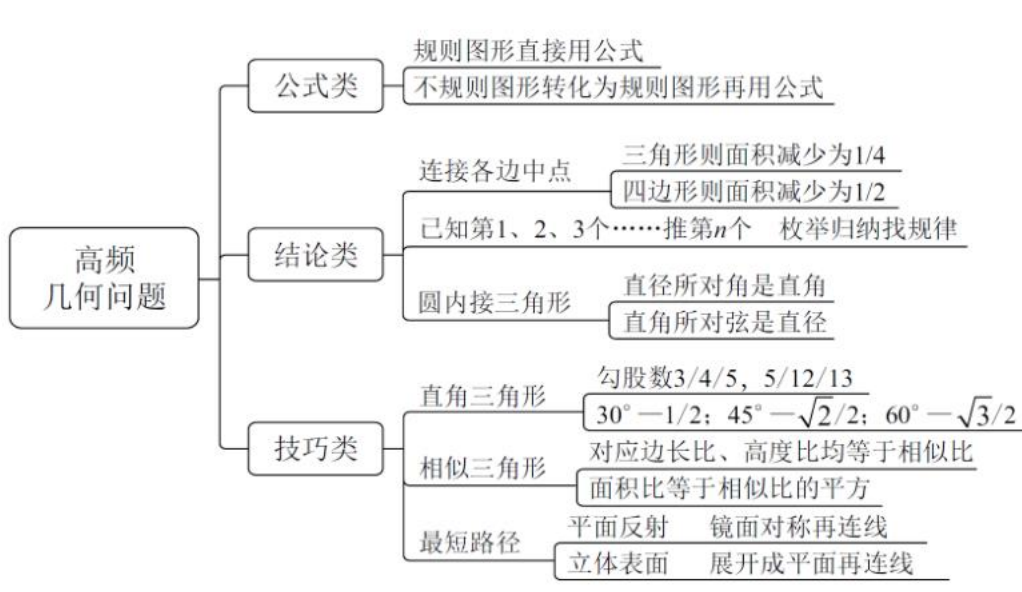 高频
几何问题
公式类
规则图形直接用公式
不规则图形转化为规则图形再用公式
结论类
连接各边中点
三角形则面积减少为1/4
四边形则面积减少为1/2
已知第1、2、3个……推第n个 枚举归纳找规律
圆内接三角形
直径所对角是直角
直角所对弦是直径
技巧类
直角三角形
勾股数3/4/5，5/12/13
30°—1/2；45°—√2/2；60°—√3/2
相似三角形
对应边长比、高度比均等于相似比
面积比等于相似比的平方
最短路径
平面反射 镜面对称再连线
立体表面 展开成平面再连线